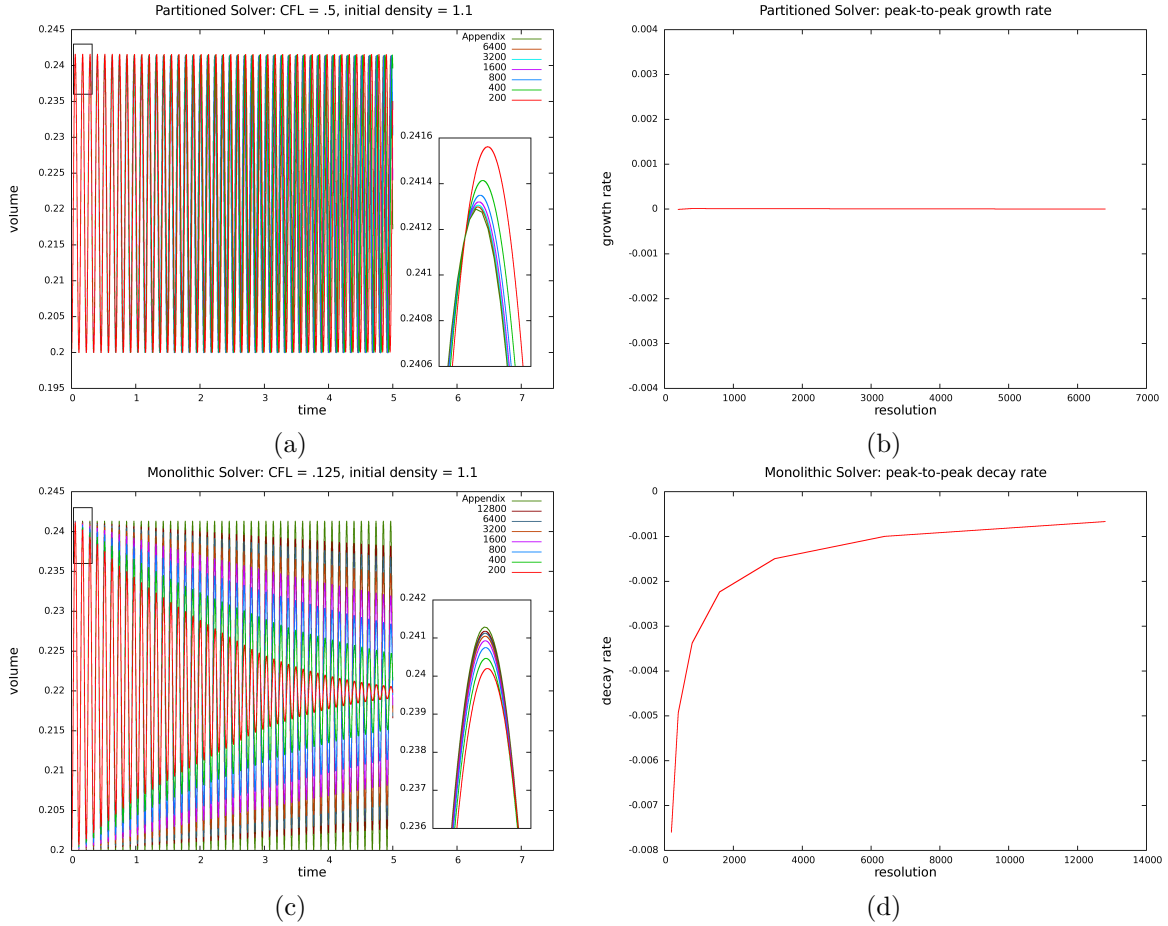 Partitioned Solver: CFL = .5, initial density = 1.1
0.245
0.24
0.235
0.23
0.225
0.22
0.215
0.21
0.205
0.2
0.195
volume
0 1 2 3 4 5 6 7
time
Appendix
6400
3200
1600
800
400
200
0.2416
0.2414
0.2412
0.241
0.2408
0.2406
(a)
Partitioned Solver: peak-to-peak growth rate
0.004
0.003
0.002
0.001
0
-0.001
-0.002
-0.003
-0.004
growth rate
0 1000 2000 3000 4000 5000 6000 7000
resolution
(b)
Monolithic Solver: CFL = .125, initial density = 1.1
0.245
0.24
0.235
0.23
0.225
0.22
0.215
0.21
0.205
0.2
volume
0 1 2 3 4 5 6 7
time
Appendix
12800
6400
3200
1600
800
400
200
0.242
0.241
0.24
0.239
0.238
0.237
0.236
(c)
Monolithic Solver: peak-to-peak decay rate
0
-0.001
-0.002
-0.003
-0.004
-0.005
-0.006
-0.007
-0.008
decay rate
0 2000 4000 6000 8000 10000 12000 14000
resolution
(d)